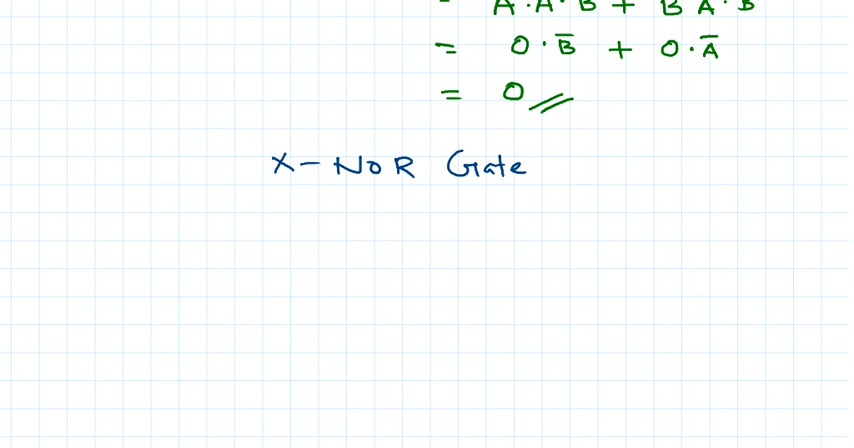 = A · A · B + B A · B
= 0 · B̅ + 0 · A̅
= 0
X-NOR Gate